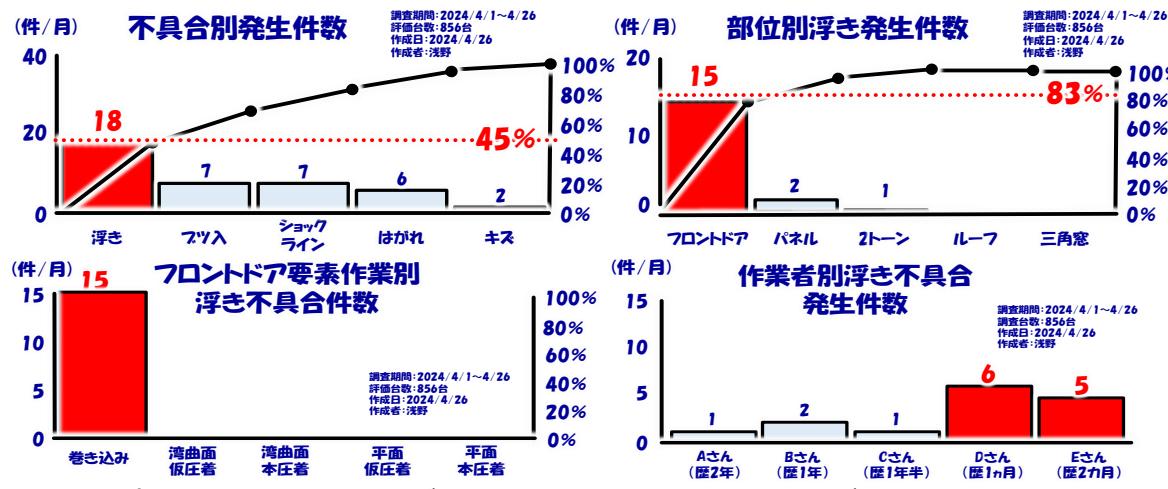 (件/月)
不具合別発生件数
調査期間:2024/4/1～4/26
評価台数:856台
作成日:2024/4/26
作成者:浅野
40
20
0
18
7
7
6
2
45%
100%
80%
60%
40%
20%
0%
浮き
ブツ入
ショック
ライン
はがれ
キズ
(件/月)
部位別浮き発生件数
調査期間:2024/4/1～4/26
評価台数:856台
作成日:2024/4/26
作成者:浅野
20
10
0
15
2
1
83%
100%
80%
60%
40%
20%
0%
フロントドア
パネル
2トーン
ルーフ
三角窓
(件/月)
フロントドア要素作業別
浮き不具合件数
15
10
5
0
15
100%
80%
60%
40%
20%
0%
調査期間:2024/4/1～4/26
評価台数:856台
作成日:2024/4/26
作成者:浅野
巻き込み
湾曲面
仮圧着
湾曲面
本圧着
平面
仮圧着
平面
本圧着
(件/月)
作業者別浮き不具合
発生件数
調査期間:2024/4/1～4/26
調査台数:856台
作成日:2024/4/26
作成者:浅野
15
10
5
0
1
2
1
6
5
Aさん
(歴2年)
Bさん
(歴1年)
Cさん
(歴1年半)
Dさん
(歴1ヵ月)
Eさん
(歴2カ月)